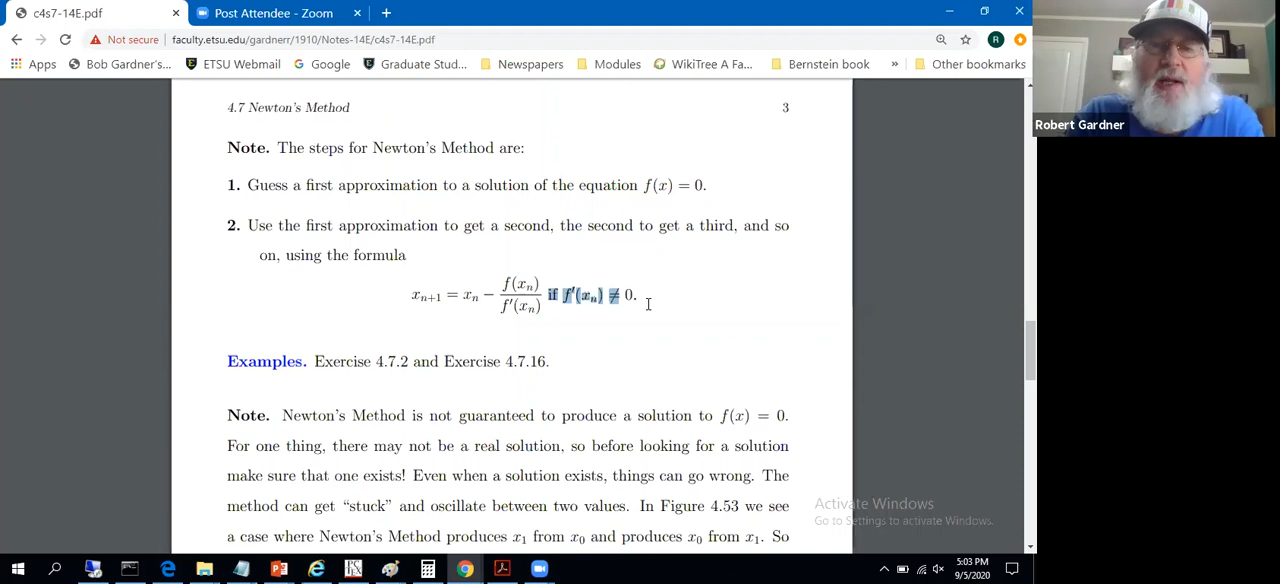 c4s7-14E.pdf
Post Attendee - Zoom
Not secure
faculty.etsu.edu/gardnerr/1910/Notes-14E/c4s7-14E.pdf
R
Apps
Bob Gardner's...
ETSU Webmail
Google
Graduate Stud...
Newspapers
Modules
WikiTree A Fa...
Bernstein book
»
Other bookmarks
Robert Gardner
4.7 Newton's Method 3
Note. The steps for Newton's Method are:
1. Guess a first approximation to a solution of the equation f(x) = 0.
2. Use the first approximation to get a second, the second to get a third, and so
on, using the formula
xₙ₊₁ = xₙ − f(xₙ)/f′(xₙ) if f′(xₙ) ≠ 0.
Examples. Exercise 4.7.2 and Exercise 4.7.16.
Note. Newton's Method is not guaranteed to produce a solution to f(x) = 0.
For one thing, there may not be a real solution, so before looking for a solution
make sure that one exists! Even when a solution exists, things can go wrong. The
method can get “stuck” and oscillate between two values. In Figure 4.53 we see
a case where Newton's Method produces x₁ from x₀ and produces x₀ from x₁. So
Activate Windows
Go to Settings to activate Windows.
5:03 PM
9/5/2020